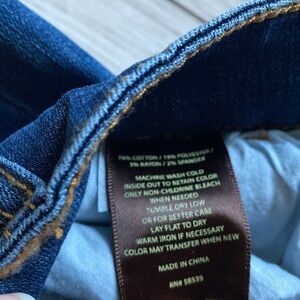 78% COTTON / 18% POLYESTER /
2% RAYON / 2% SPANDEX
MACHINE WASH COLD
INSIDE OUT TO RETAIN COLOR
ONLY NON-CHLORINE BLEACH
WHEN NEEDED
TUMBLE DRY LOW
OR FOR BETTER CARE
LAY FLAT TO DRY
WARM IRON IF NECESSARY
COLOR MAY TRANSFER WHEN NEW
MADE IN CHINA
RN# 58539